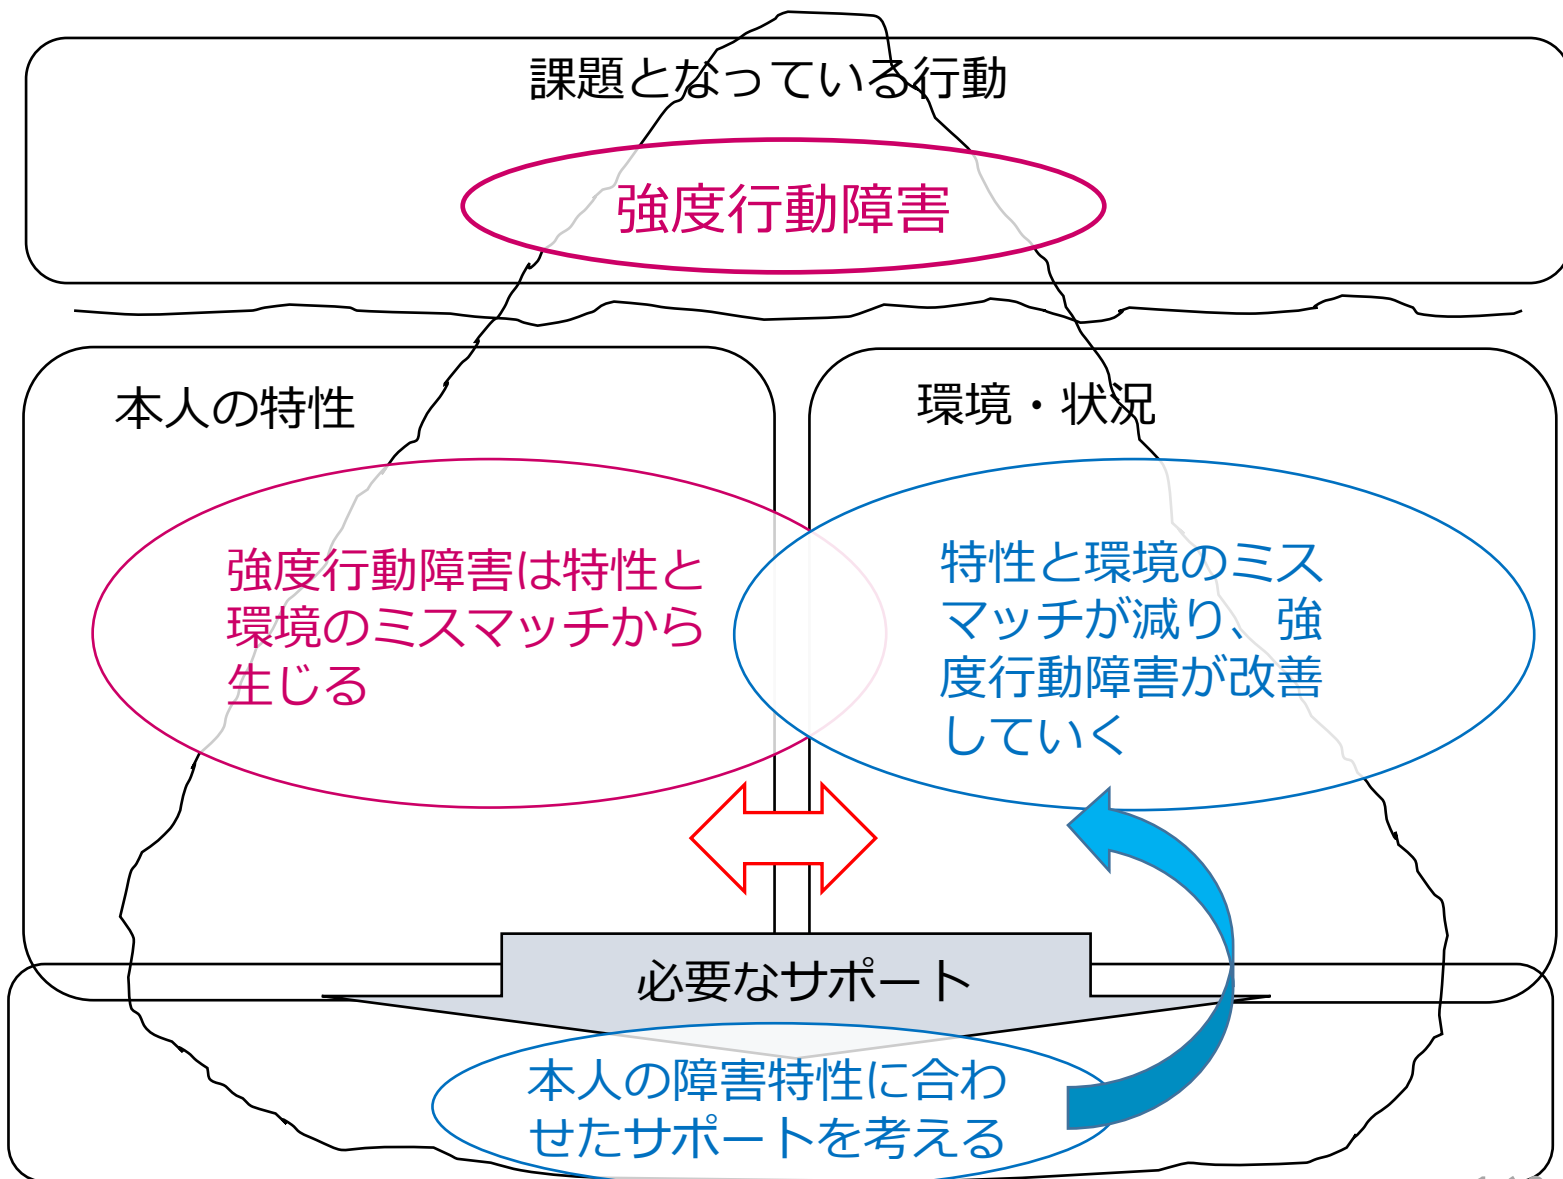 課題となっている行動
強度行動障害
本人の特性
環境・状況
強度行動障害は特性と
環境のミスマッチから
生じる
特性と環境のミス
マッチが減り、強
度行動障害が改善
していく
必要なサポート
本人の障害特性に合わ
せたサポートを考える